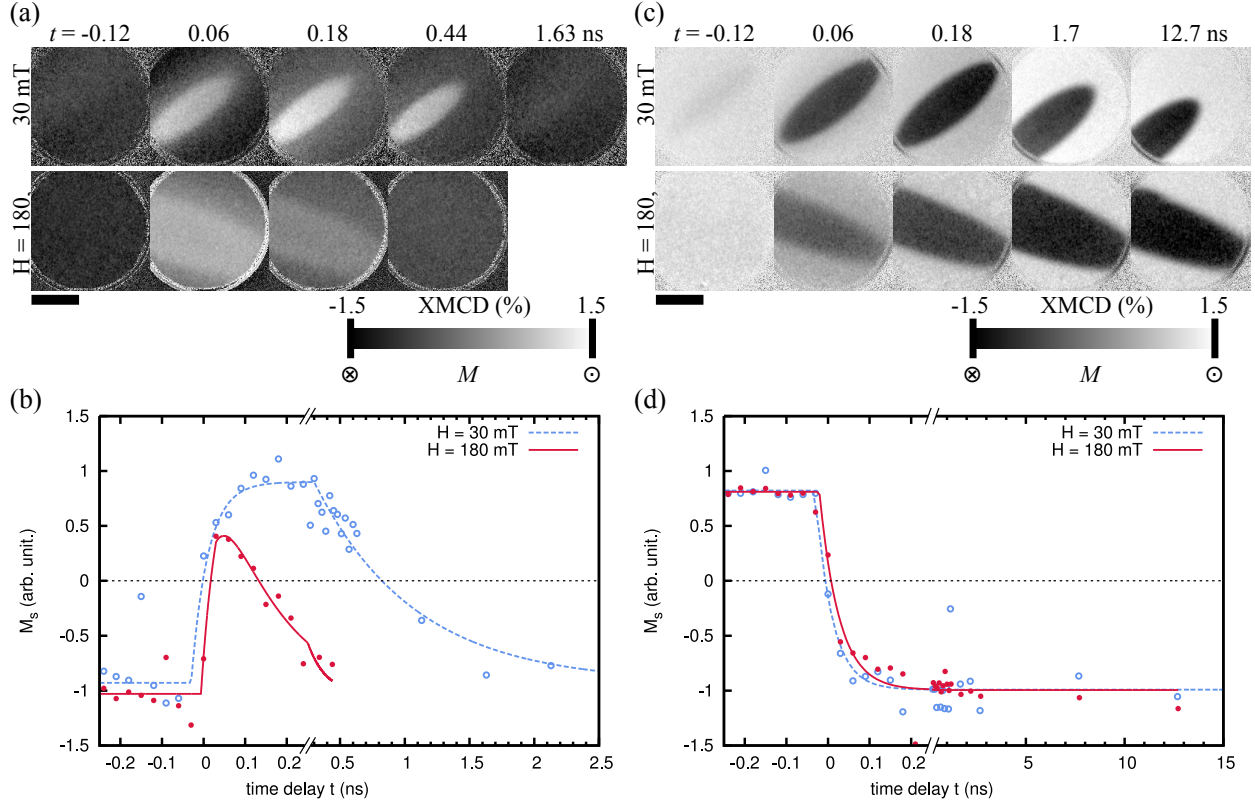 (a)
t = -0.12 0.06 0.18 0.44 1.63 ns
30 mT
H = 180,
XMCD (%)
-1.5 1.5
⊗ M ⊙
(c)
t = -0.12 0.06 0.18 1.7 12.7 ns
30 mT
H = 180,
XMCD (%)
-1.5 1.5
⊗ M ⊙
(b)
H = 30 mT
H = 180 mT
1.5
1
0.5
0
-0.5
-1
-1.5
M_s (arb. unit.)
-0.2 -0.1 0 0.1 0.2 0.5 1 1.5 2 2.5
time delay t (ns)
(d)
H = 30 mT
H = 180 mT
1.5
1
0.5
0
-0.5
-1
-1.5
M_s (arb. unit.)
-0.2 -0.1 0 0.1 0.2 5 10 15
time delay t (ns)